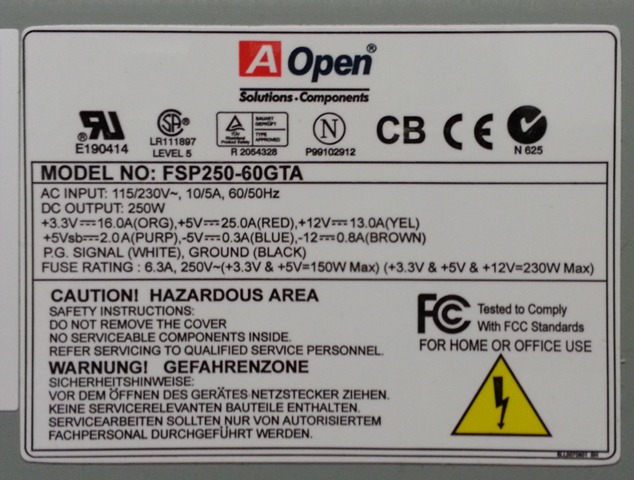 A Open®
Solutions·Components
E190414
LR111897
LEVEL 5
BAUART GEPRÜFT
TYPE APPROVED
R 2054328
N
P99102912
CB CE
N 625
MODEL NO: FSP250-60GTA
AC INPUT: 115/230V~, 10/5A, 60/50Hz
DC OUTPUT: 250W
+3.3V⎓16.0A(ORG),+5V⎓25.0A(RED),+12V⎓13.0A(YEL)
+5Vsb⎓2.0A(PURP),-5V⎓0.3A(BLUE),-12⎓0.8A(BROWN)
P.G. SIGNAL (WHITE), GROUND (BLACK)
FUSE RATING : 6.3A, 250V~(+3.3V & +5V=150W Max) (+3.3V & +5V & +12V=230W Max)
CAUTION! HAZARDOUS AREA
SAFETY INSTRUCTIONS:
DO NOT REMOVE THE COVER
NO SERVICEABLE COMPONENTS INSIDE.
REFER SERVICING TO QUALIFIED SERVICE PERSONNEL.
WARNUNG! GEFAHRENZONE
SICHERHEITSHINWEISE:
VOR DEM ÖFFNEN DES GERÄTES NETZSTECKER ZIEHEN.
KEINE SERVICERELEVANTEN BAUTEILE ENTHALTEN.
SERVICEARBEITEN SOLLTEN NUR VON AUTORISIERTEM
FACHPERSONAL DURCHGEFÜHRT WERDEN.
FC Tested to Comply
With FCC Standards
FOR HOME OR OFFICE USE